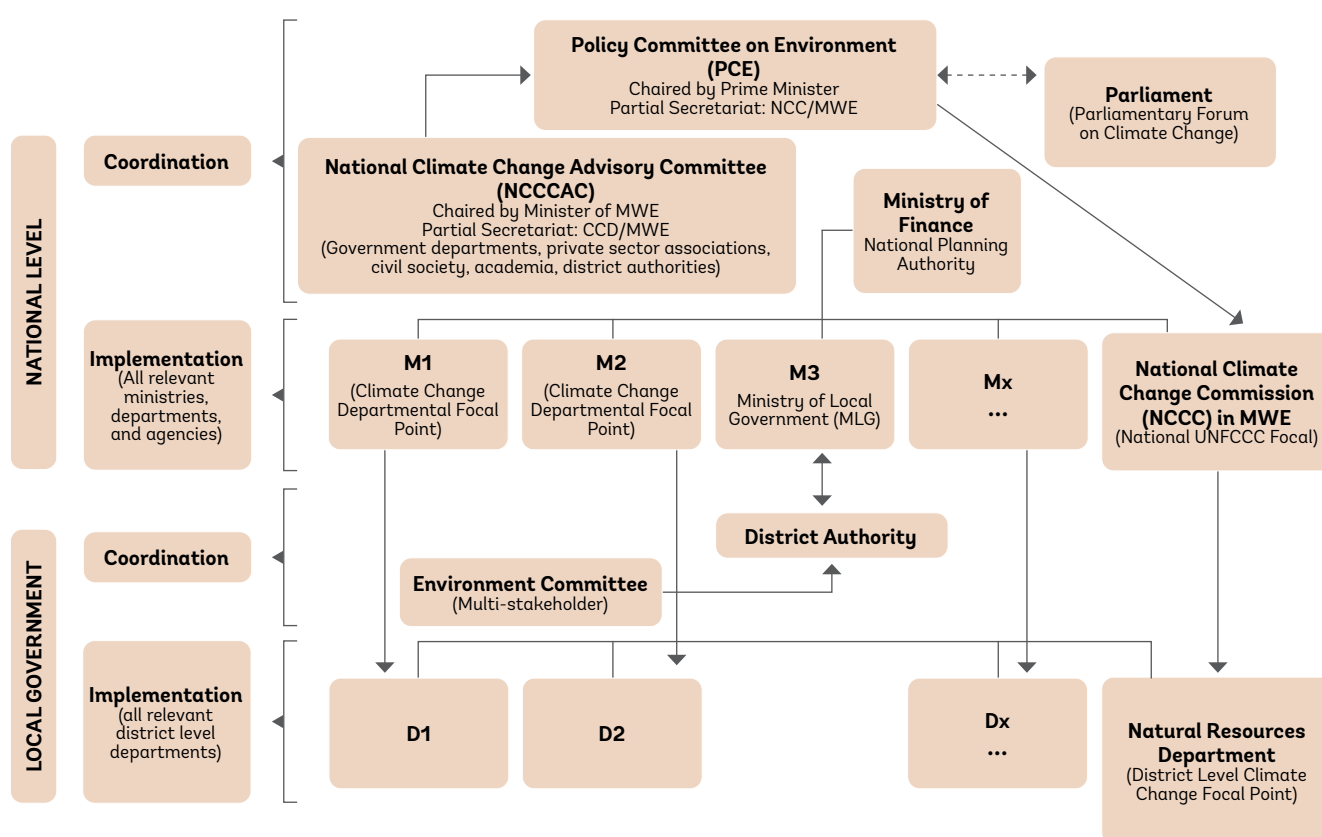 Policy Committee on Environment
(PCE)
Chaired by Prime Minister
Partial Secretariat: NCC/MWE
Parliament
(Parliamentary Forum
on Climate Change)
NATIONAL LEVEL
Coordination
National Climate Change Advisory Committee
(NCCCAC)
Chaired by Minister of MWE
Partial Secretariat: CCD/MWE
(Government departments, private sector associations,
civil society, academia, district authorities)
Ministry of
Finance
National Planning
Authority
Implementation
(All relevant
ministries,
departments,
and agencies)
M1
(Climate Change
Departmental Focal
Point)
M2
(Climate Change
Departmental Focal
Point)
M3
Ministry of Local
Government (MLG)
Mx
...
National Climate
Change Commission
(NCCC) in MWE
(National UNFCCC Focal)
LOCAL GOVERNMENT
Coordination
District Authority
Environment Committee
(Multi-stakeholder)
Implementation
(all relevant
district level
departments)
D1
D2
Dx
...
Natural Resources
Department
(District Level Climate
Change Focal Point)